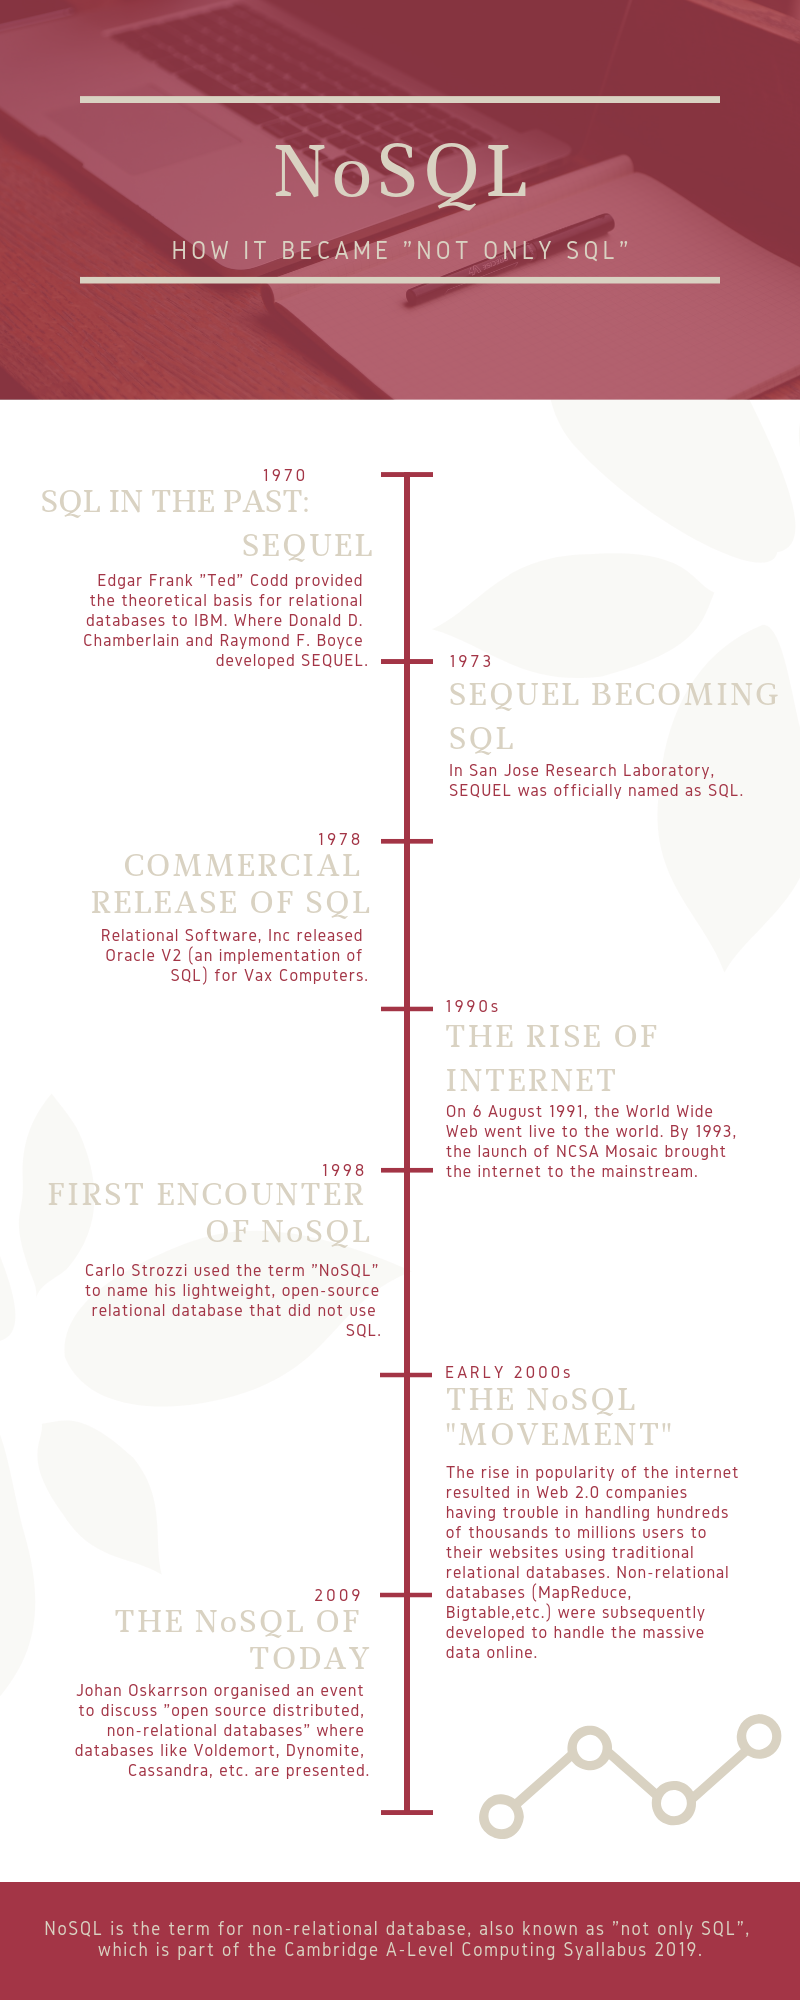 NoSQL
HOW IT BECAME "NOT ONLY SQL"
1970
SQL IN THE PAST:
SEQUEL
Edgar Frank "Ted" Codd provided
the theoretical basis for relational
databases to IBM. Where Donald D.
Chamberlain and Raymond F. Boyce
developed SEQUEL.
1973
SEQUEL BECOMING
SQL
In San Jose Research Laboratory,
SEQUEL was officially named as SQL.
1978
COMMERCIAL
RELEASE OF SQL
Relational Software, Inc released
Oracle V2 (an implementation of
SQL) for Vax Computers.
1990s
THE RISE OF
INTERNET
On 6 August 1991, the World Wide
Web went live to the world. By 1993,
the launch of NCSA Mosaic brought
the internet to the mainstream.
1998
FIRST ENCOUNTER
OF NoSQL
Carlo Strozzi used the term "NoSQL"
to name his lightweight, open-source
relational database that did not use
SQL.
EARLY 2000s
THE NoSQL
"MOVEMENT"
The rise in popularity of the internet
resulted in Web 2.0 companies
having trouble in handling hundreds
of thousands to millions users to
their websites using traditional
relational databases. Non-relational
databases (MapReduce,
Bigtable,etc.) were subsequently
developed to handle the massive
data online.
2009
THE NoSQL OF
TODAY
Johan Oskarrson organised an event
to discuss "open source distributed,
non-relational databases" where
databases like Voldemort, Dynomite,
Cassandra, etc. are presented.
NoSQL is the term for non-relational database, also known as "not only SQL",
which is part of the Cambridge A-Level Computing Syallabus 2019.